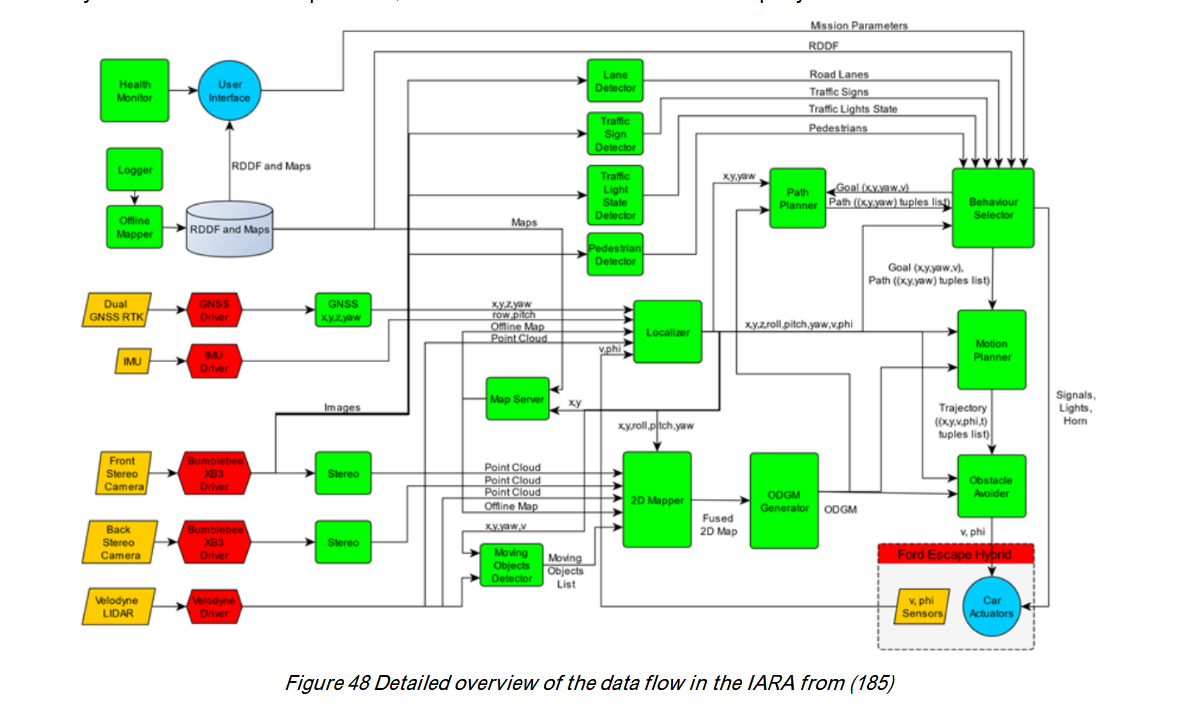 Mission Parameters
RDDF
Health
Monitor
User
Interface
Lane
Detector
Road Lanes
Traffic Signs
Traffic
Sign
Detector
Traffic Lights State
Pedestrians
Logger
RDDF and Maps
Traffic
Light
State
Detector
x,y,yaw
Path
Planner
Goal (x,y,yaw,v)
Path ((x,y,yaw) tuples list)
Behaviour
Selector
Offline
Mapper
RDDF and Maps
Maps
Pedestrian
Detector
Goal (x,y,yaw,v),
Path ((x,y,yaw) tuples list)
Dual
GNSS RTK
GNSS
Driver
GNSS
x,y,z,yaw
x,y,z,yaw
row,pitch
Offline Map
Point Cloud
Localizer
x,y,z,roll,pitch,yaw,v,phi
v,phi
Motion
Planner
IMU
IMU
Driver
Images
Map Server
x,y
x,y,roll,pitch,yaw
Trajectory
((x,y,v,phi,t)
tuples list)
Signals,
Lights,
Horn
Front
Stereo
Camera
Bumblebee
XB3
Driver
Stereo
Point Cloud
Point Cloud
Point Cloud
Offline Map
2D Mapper
Fused
2D Map
ODGM
Generator
ODGM
Obstacle
Avoider
Back
Stereo
Camera
Bumblebee
XB3
Driver
Stereo
x,y,yaw,v
Moving
Objects
Detector
Moving
Objects
List
v, phi
Ford Escape Hybrid
Velodyne
LIDAR
Velodyne
Driver
v, phi
Sensors
Car
Actuators
Figure 48 Detailed overview of the data flow in the IARA from (185)